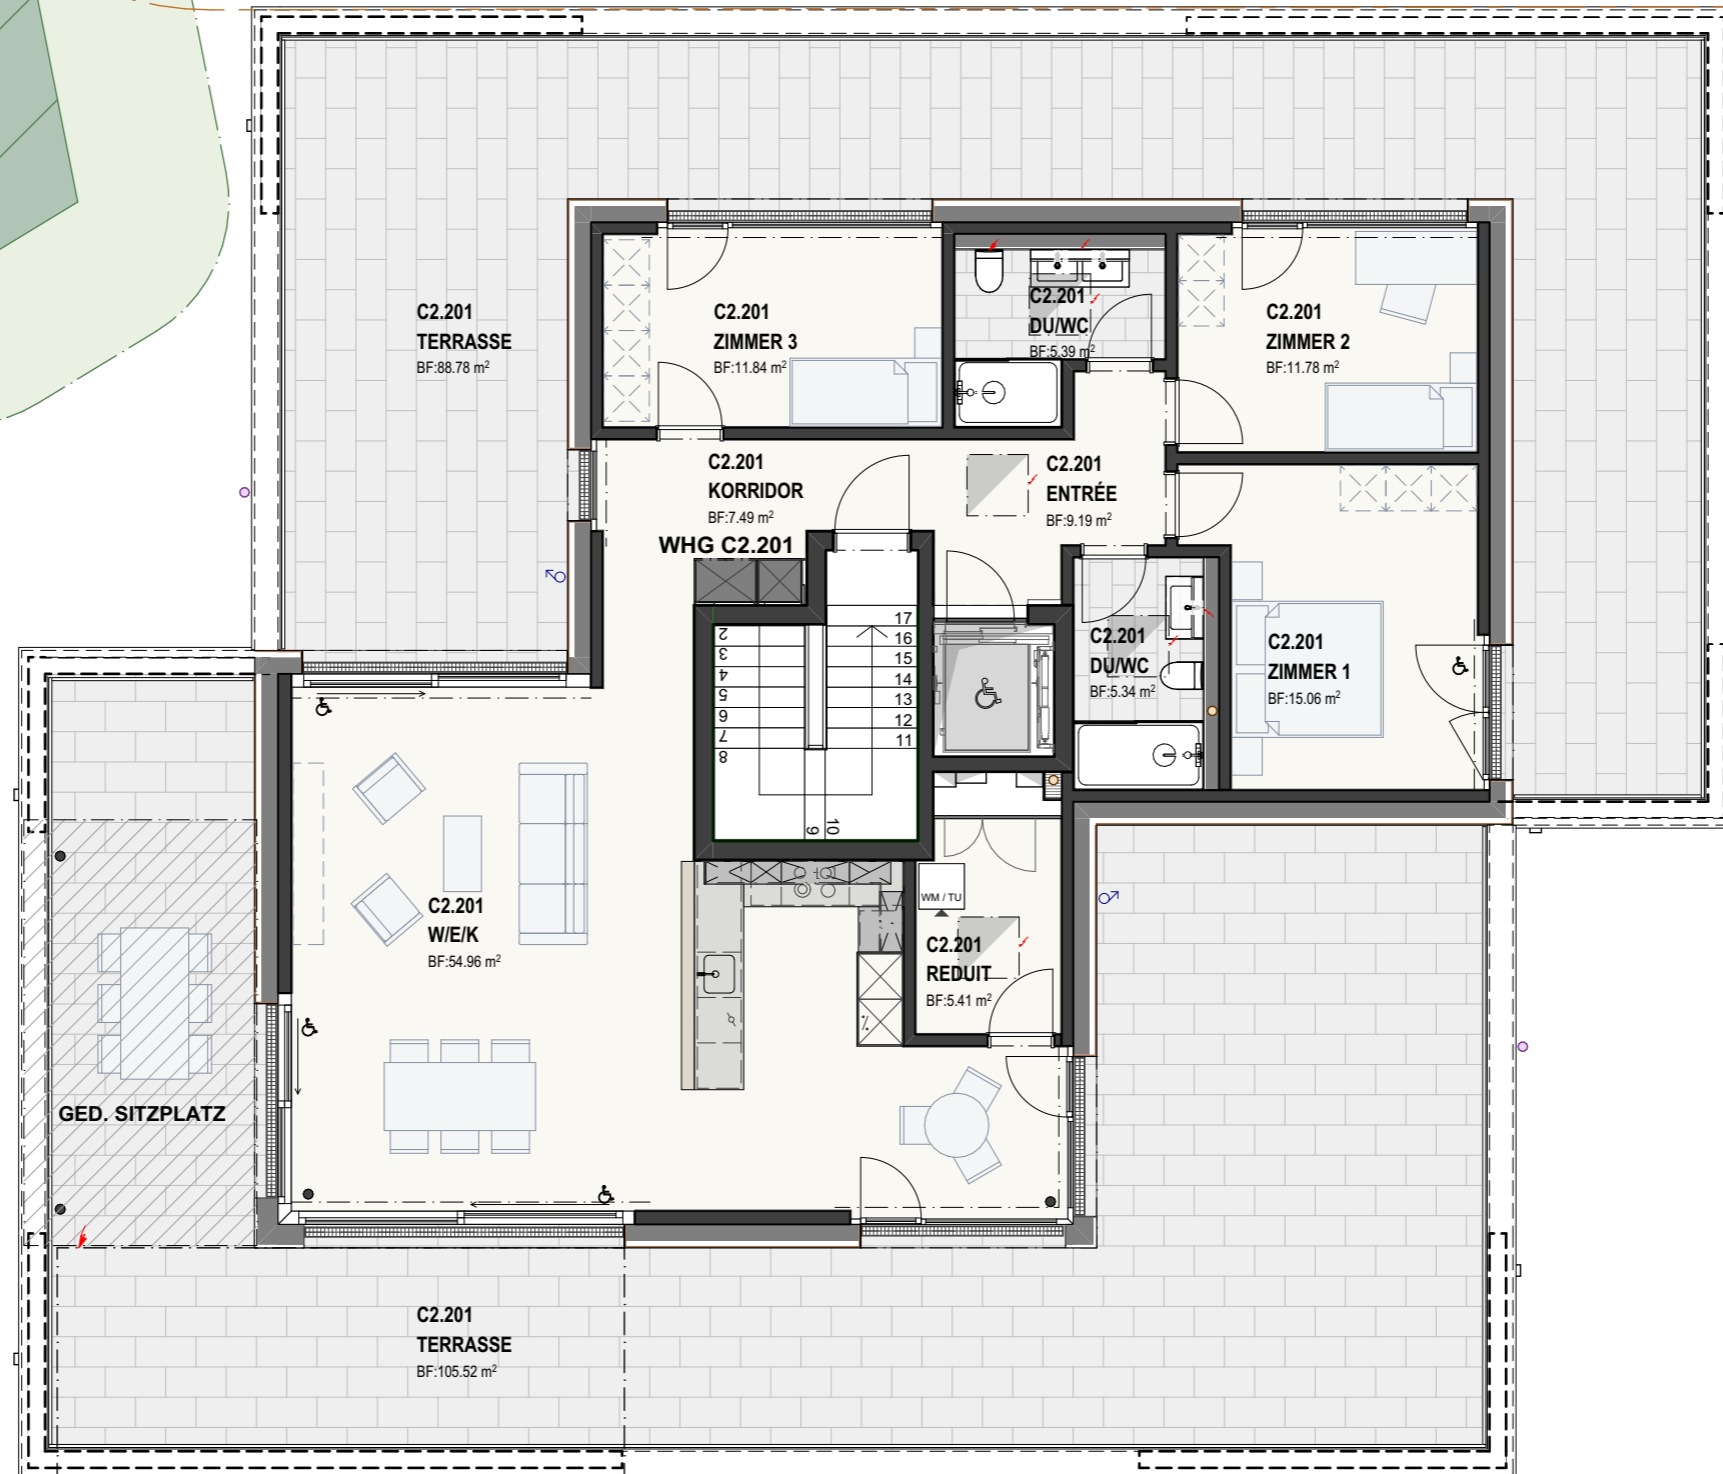 C2.201
TERRASSE
BF:88.78 m²
C2.201
ZIMMER 3
BF:11.84 m²
C2.201
DU/WC
BF:5.39 m²
C2.201
ZIMMER 2
BF:11.78 m²
C2.201
KORRIDOR
BF:7.49 m²
C2.201
ENTRÉE
BF:9.19 m²
WHG C2.201
C2.201
DU/WC
BF:5.34 m²
C2.201
ZIMMER 1
BF:15.06 m²
2
3
4
5
6
7
8
9
10
17
16
15
14
13
12
11
WM / TU
C2.201
W/E/K
BF:54.96 m²
C2.201
REDUIT
BF:5.41 m²
GED. SITZPLATZ
C2.201
TERRASSE
BF:105.52 m²